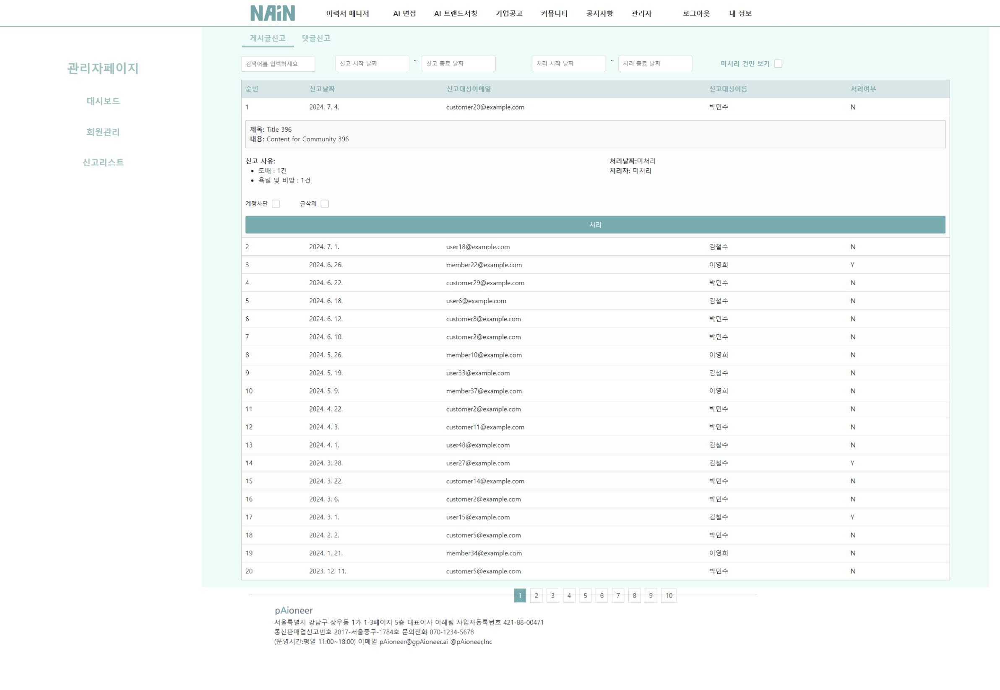 NAiN 이력서 매니저 AI 면접 AI 트랜드서칭 기업공고 커뮤니티 공지사항 관리자 로그아웃 내 정보
관리자페이지
대시보드
회원관리
신고리스트
게시글신고 댓글신고
검색어를 입력하세요 신고 시작 날짜 ~ 신고 종료 날짜 처리 시작 날짜 ~ 처리 종료 날짜 미처리 건만 보기
순번 신고날짜 신고대상이메일 신고대상이름 처리여부
1 2024. 7. 4. customer20@example.com 박민수 N
제목: Title 396
내용: Content for Community 396
신고 사유: 처리날짜:미처리
• 도배 : 1건 처리자: 미처리
• 욕설 및 비방 : 1건
계정차단 글삭제
처리
2 2024. 7. 1. user18@example.com 김철수 N
3 2024. 6. 26. member22@example.com 이영희 Y
4 2024. 6. 22. customer29@example.com 박민수 N
5 2024. 6. 18. user6@example.com 김철수 N
6 2024. 6. 12. customer8@example.com 박민수 N
7 2024. 6. 10. customer2@example.com 박민수 N
8 2024. 5. 26. member10@example.com 이영희 N
9 2024. 5. 19. user33@example.com 김철수 N
10 2024. 5. 9. member37@example.com 이영희 N
11 2024. 4. 22. customer2@example.com 박민수 N
12 2024. 4. 3. customer11@example.com 박민수 N
13 2024. 4. 1. user48@example.com 김철수 N
14 2024. 3. 28. user27@example.com 김철수 Y
15 2024. 3. 22. customer14@example.com 박민수 N
16 2024. 3. 6. customer2@example.com 박민수 N
17 2024. 3. 1. user15@example.com 김철수 Y
18 2024. 2. 2. customer5@example.com 박민수 N
19 2024. 1. 21. member34@example.com 이영희 N
20 2023. 12. 11. customer5@example.com 박민수 N
1 2 3 4 5 6 7 8 9 10
pAioneer
서울특별시 강남구 상우동 1가 1-3페이지 5층 대표이사 이혜림 사업자등록번호 421-88-00471
통신판매업신고번호 2017-서울중구-1784호 문의전화 070-1234-5678
(운영시간:평일 11:00~18:00) 이메일 pAioneer@gpAioneer.ai @pAioneer,Inc